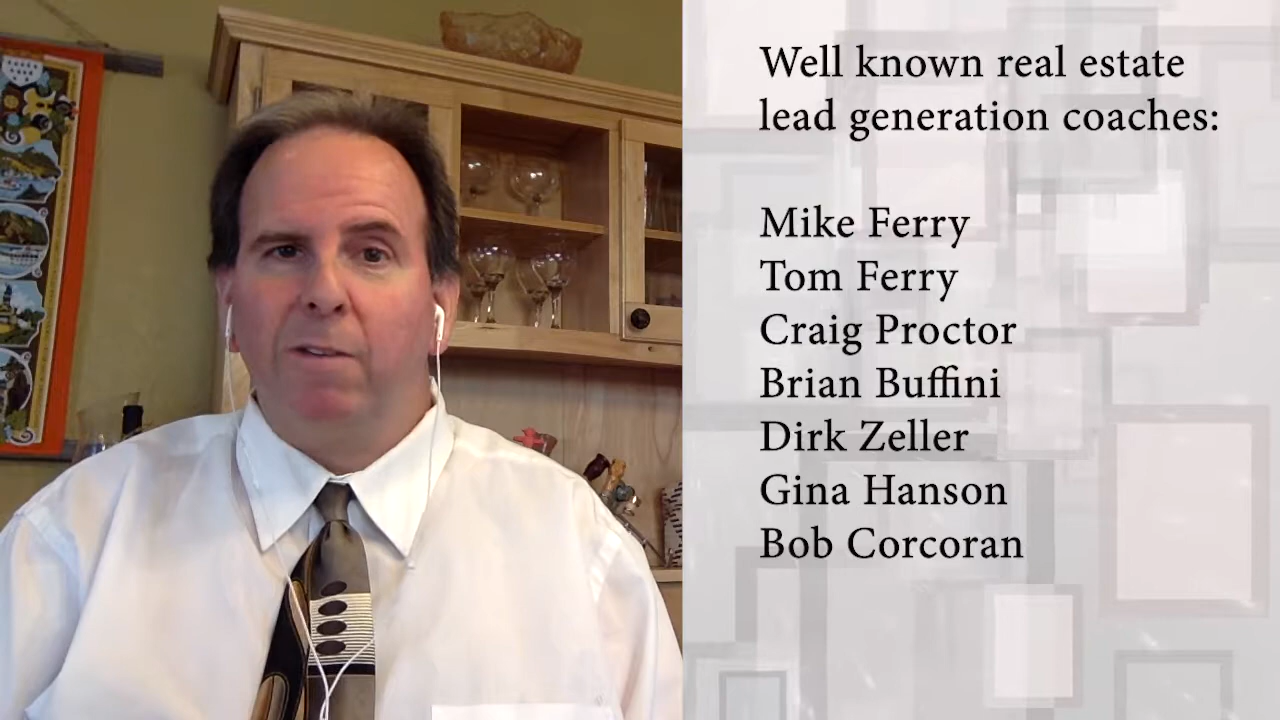 Well known real estate
lead generation coaches:
Mike Ferry
Tom Ferry
Craig Proctor
Brian Buffini
Dirk Zeller
Gina Hanson
Bob Corcoran